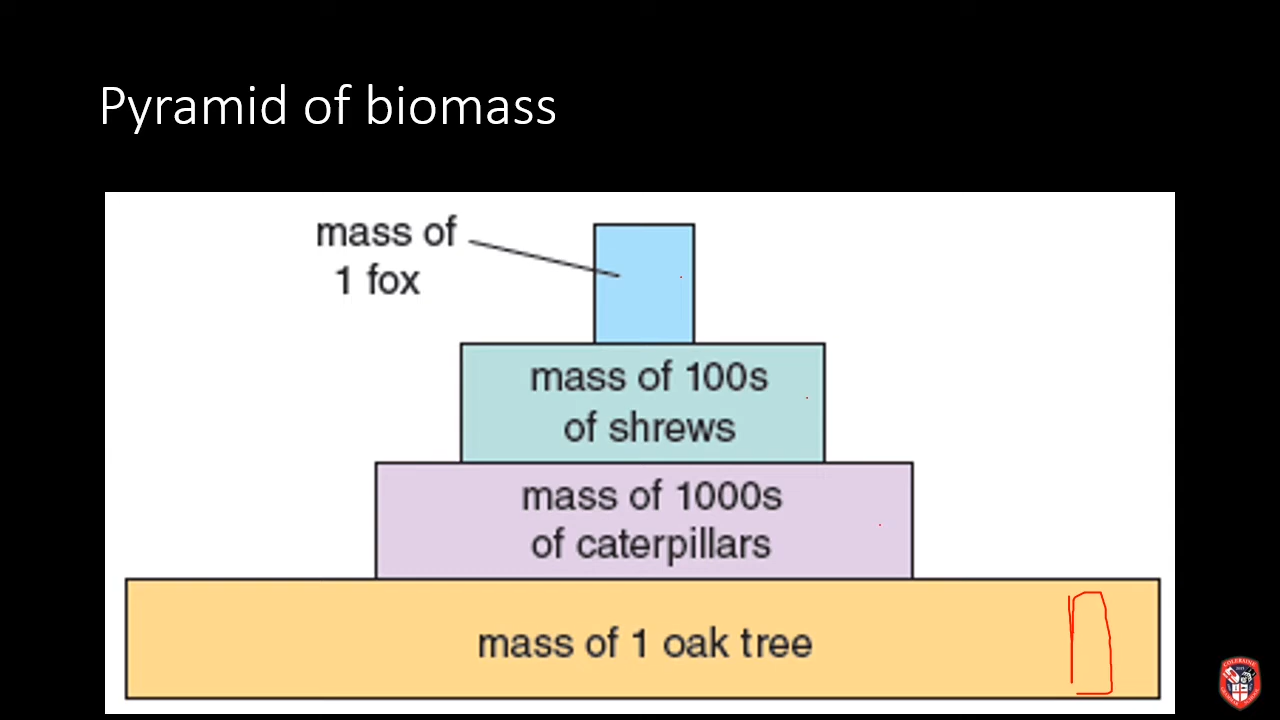 Pyramid of biomass
mass of
1 fox
mass of 100s
of shrews
mass of 1000s
of caterpillars
mass of 1 oak tree